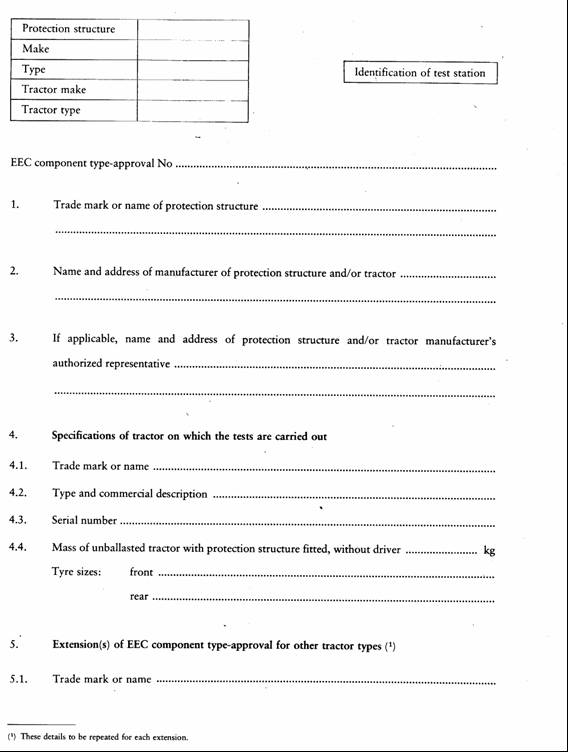 Protection structure
Make
Type
Tractor make
Tractor type
Identification of test station
EEC component type-approval No ....................
1. Trade mark or name of protection structure ....................
....................
2. Name and address of manufacturer of protection structure and/or tractor ....................
....................
3. If applicable, name and address of protection structure and/or tractor manufacturer's
authorized representative ....................
....................
4. Specifications of tractor on which the tests are carried out
4.1. Trade mark or name ....................
4.2. Type and commercial description ....................
4.3. Serial number ....................
4.4. Mass of unballasted tractor with protection structure fitted, without driver .................... kg
Tyre sizes: front ....................
rear ....................
5. Extension(s) of EEC component type-approval for other tractor types (¹)
5.1. Trade mark or name ....................
(¹) These details to be repeated for each extension.